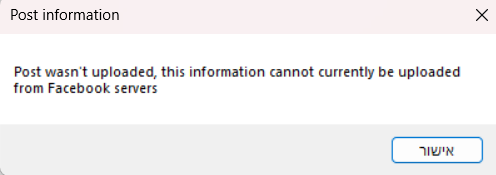 Post information
Post wasn't uploaded, this information cannot currently be uploaded
from Facebook servers
אישור